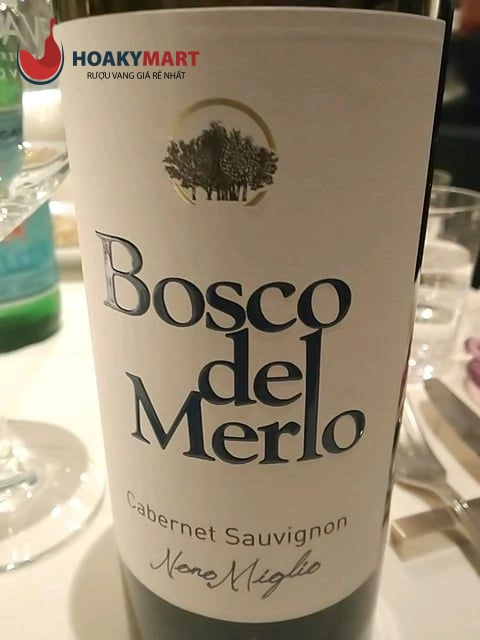 HOAKYMART
RƯỢU VANG GIÁ RẺ NHẤT
Bosco
del
Merlo
Cabernet Sauvignon
Nono Miglio